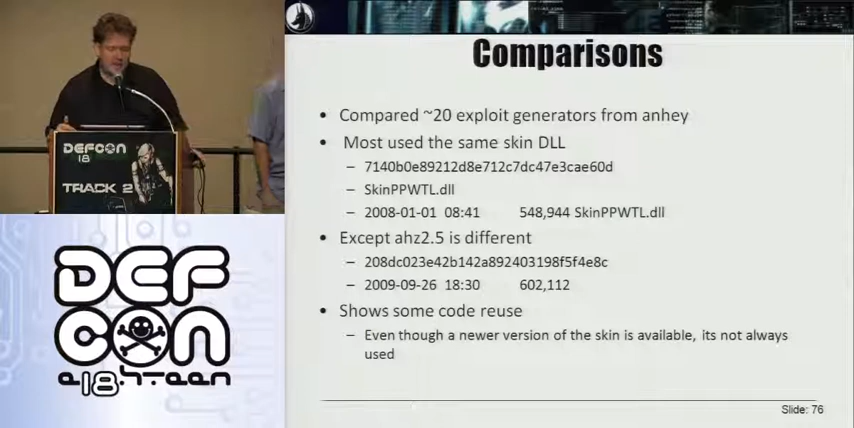 Comparisons
• Compared ~20 exploit generators from anhey
• Most used the same skin DLL
– 7140b0e89212d8e712c7dc47e3cae60d
– SkinPPWTL.dll
– 2008-01-01 08:41 548,944 SkinPPWTL.dll
• Except ahz2.5 is different
– 208dc023e42b142a892403198f5f4e8c
– 2009-09-26 18:30 602,112
• Shows some code reuse
– Even though a newer version of the skin is available, its not always
used
Slide: 76
DEFCON
18
TRACK 2
DEF
CON
e18hteen